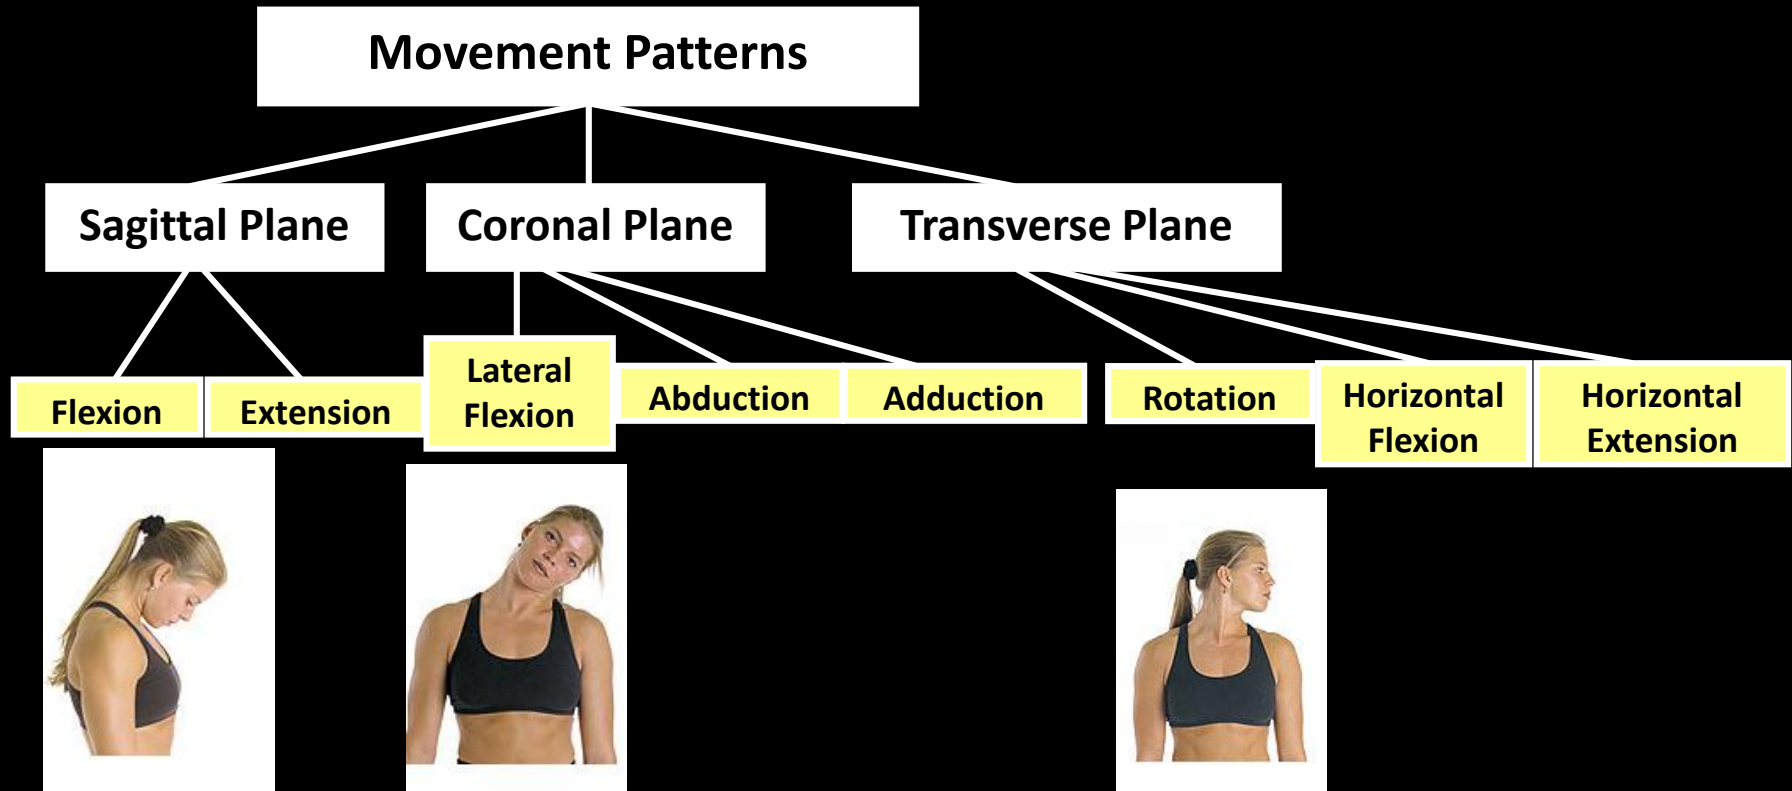 Movement Patterns
Sagittal Plane
Coronal Plane
Transverse Plane
Flexion
Extension
Lateral
Flexion
Abduction
Adduction
Rotation
Horizontal
Flexion
Horizontal
Extension